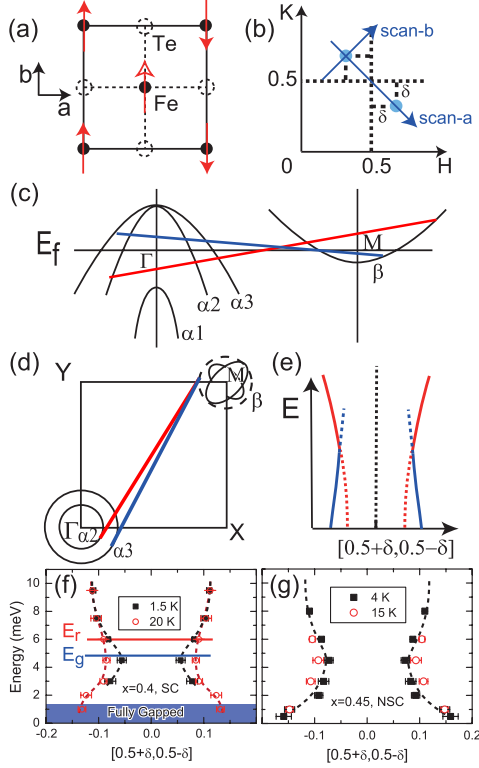 (a)
Te
b
a
Fe
(b)
K
scan-b
0.5
δ
δ
scan-a
0
0.5
H
(c)
E_f
Γ
M
α2
α3
β
α1
(d)
Y
M
β
Γ
α2
α3
X
(e)
E
[0.5+δ,0.5-δ]
(f)
10
8
6
4
2
0
Energy (meV)
1.5 K
20 K
E_r
E_g
x=0.4, SC
Fully Gapped
-0.1
0.0
0.1
[0.5+δ,0.5-δ]
(g)
4 K
15 K
x=0.45, NSC
-0.1
0.0
0.1
0.2
[0.5+δ,0.5-δ]